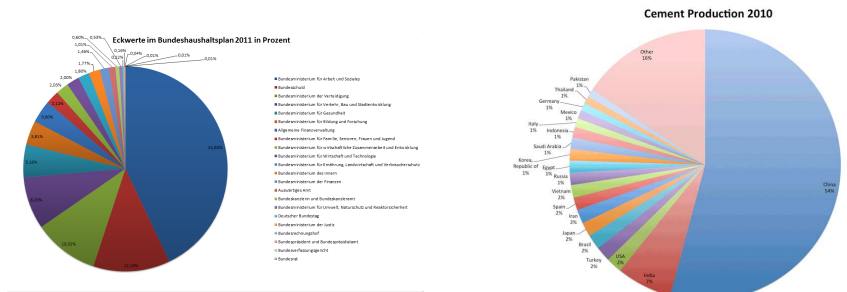 Eckwerte im Bundeshaushaltsplan 2011 in Prozent
0,60%
0,53%
0,16%
0,04%
0,01%
0,01%
1,01%
0,12%
1,46%
1,77%
1,80%
2,00%
2,05%
Bundesministerium für Arbeit und Soziales
Bundesschuld
Bundesministerium der Verteidigung
Bundesministerium für Verkehr, Bau und Stadtentwicklung
Bundesministerium für Gesundheit
Bundesministerium für Bildung und Forschung
Allgemeine Finanzverwaltung
Bundesministerium für Familie, Senioren, Frauen und Jugend
Bundesministerium für wirtschaftliche Zusammenarbeit und Entwicklung
Bundesministerium für Wirtschaft und Technologie
Bundesministerium für Ernährung, Landwirtschaft und Verbraucherschutz
Bundesministerium des Innern
Bundesministerium der Finanzen
Auswärtiges Amt
Bundeskanzlerin und Bundeskanzleramt
Bundesministerium für Umwelt, Naturschutz und Reaktorsicherheit
Deutscher Bundestag
Bundesministerium der Justiz
Bundesrechnungshof
Bundespräsident und Bundespräsidialamt
Bundesverfassungsgericht
Bundesrat
Cement Production 2010
Other
16%
Pakistan
1%
Thailand
1%
Germany
1%
Mexico
1%
Italy
1%
Indonesia
1%
Saudi Arabia
1%
Korea,
Republic of
1%
Egypt
1%
Russia
1%
Vietnam
2%
Spain
2%
Iran
2%
Japan
2%
Brazil
2%
Turkey
2%
USA
2%
India
7%
China
54%